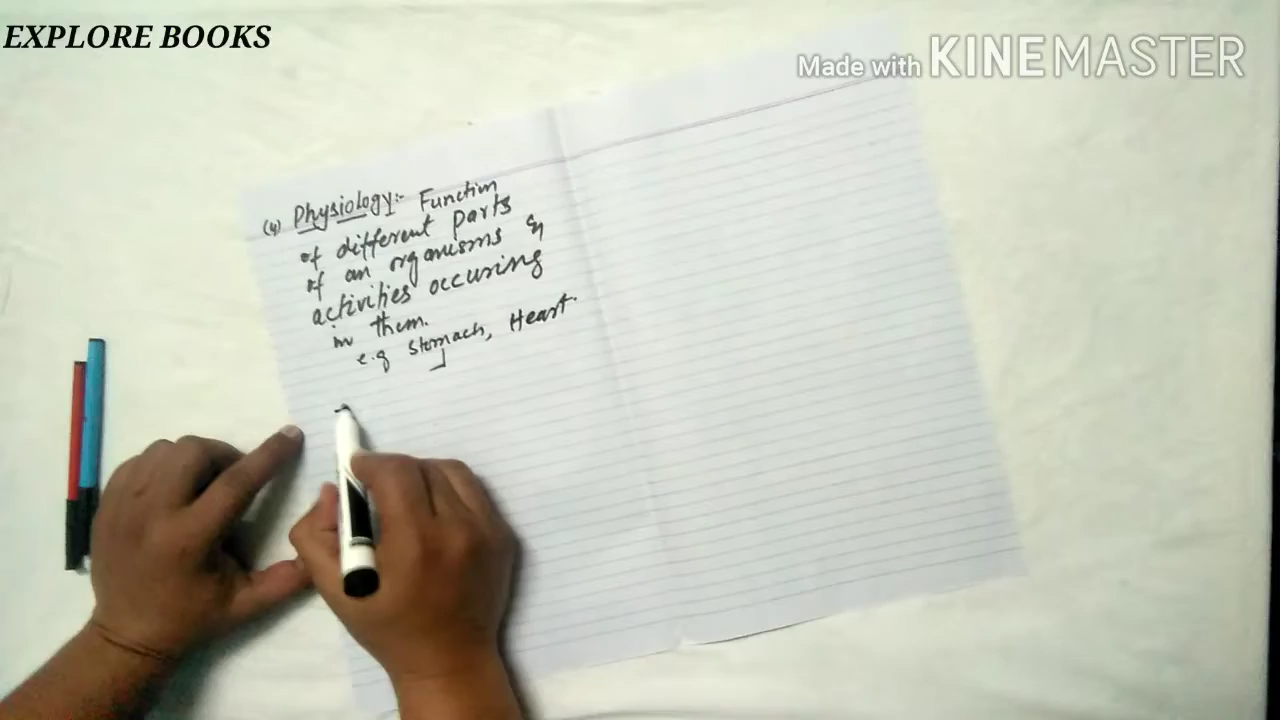 EXPLORE BOOKS
Made with KINEMASTER
(4) Physiology:- Function
of different parts
of an organisms &
activities occuring
in them.
e.g stomach, Heart.